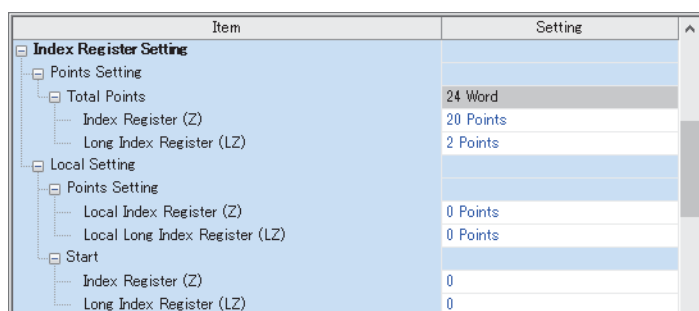 Item Setting
Index Register Setting
Points Setting
Total Points 24 Word
Index Register (Z) 20 Points
Long Index Register (LZ) 2 Points
Local Setting
Points Setting
Local Index Register (Z) 0 Points
Local Long Index Register (LZ) 0 Points
Start
Index Register (Z) 0
Long Index Register (LZ) 0